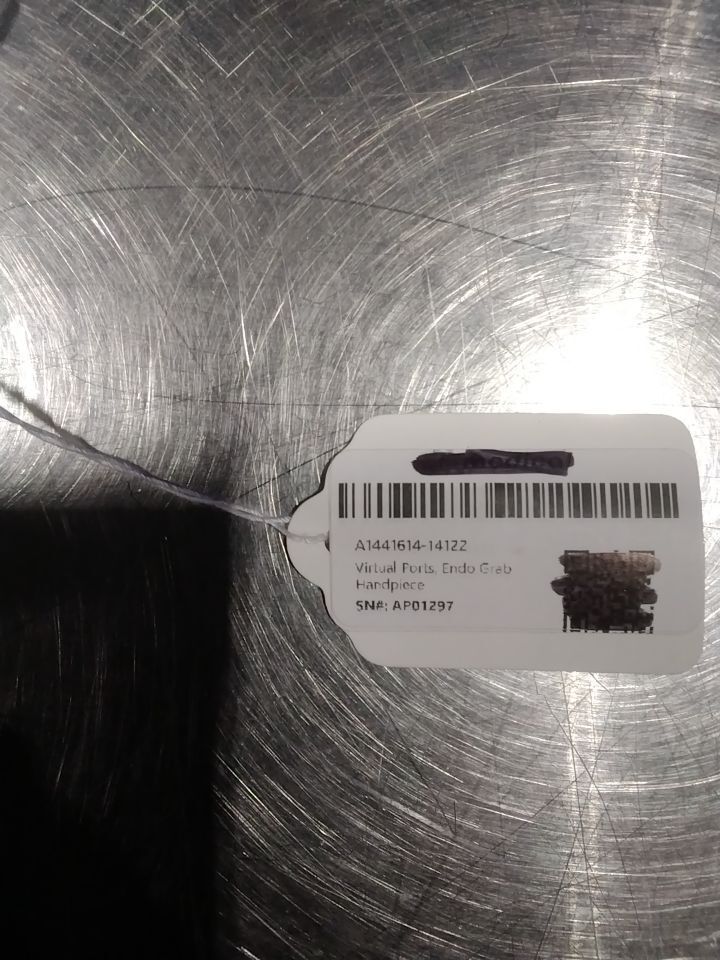 A1441614-14122
Virtual Ports, Endo Grab
Handpiece
SN#: AP01297